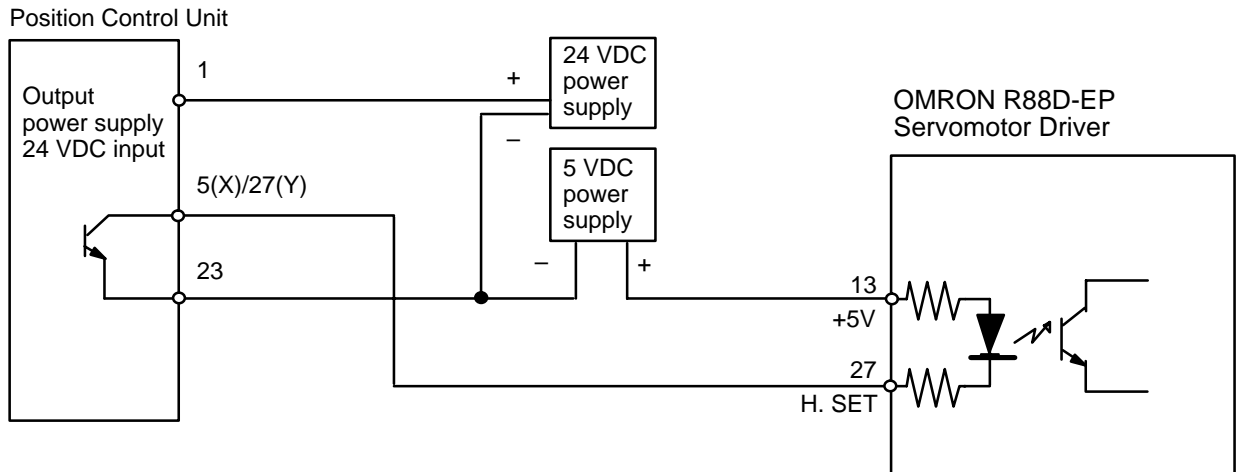 Position Control Unit
1
Output
power supply
24 VDC input
+
–
24 VDC
power
supply
OMRON R88D-EP
Servomotor Driver
5(X)/27(Y)
5 VDC
power
supply
23
–
+
13
+5V
27
H. SET